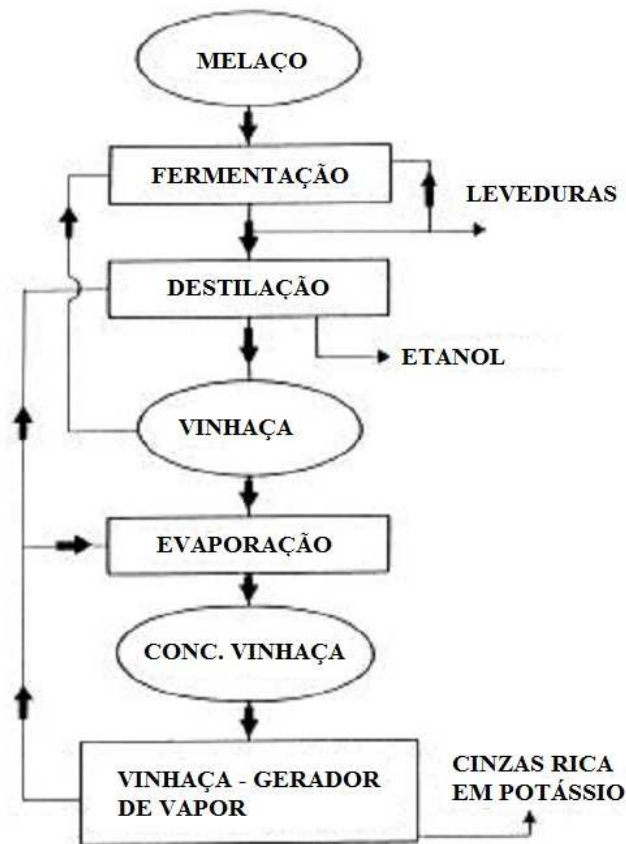 MELAÇO
FERMENTAÇÃO
LEVEDURAS
DESTILAÇÃO
ETANOL
VINHAÇA
EVAPORAÇÃO
CONC. VINHAÇA
VINHAÇA - GERADOR
DE VAPOR
CINZAS RICA
EM POTÁSSIO